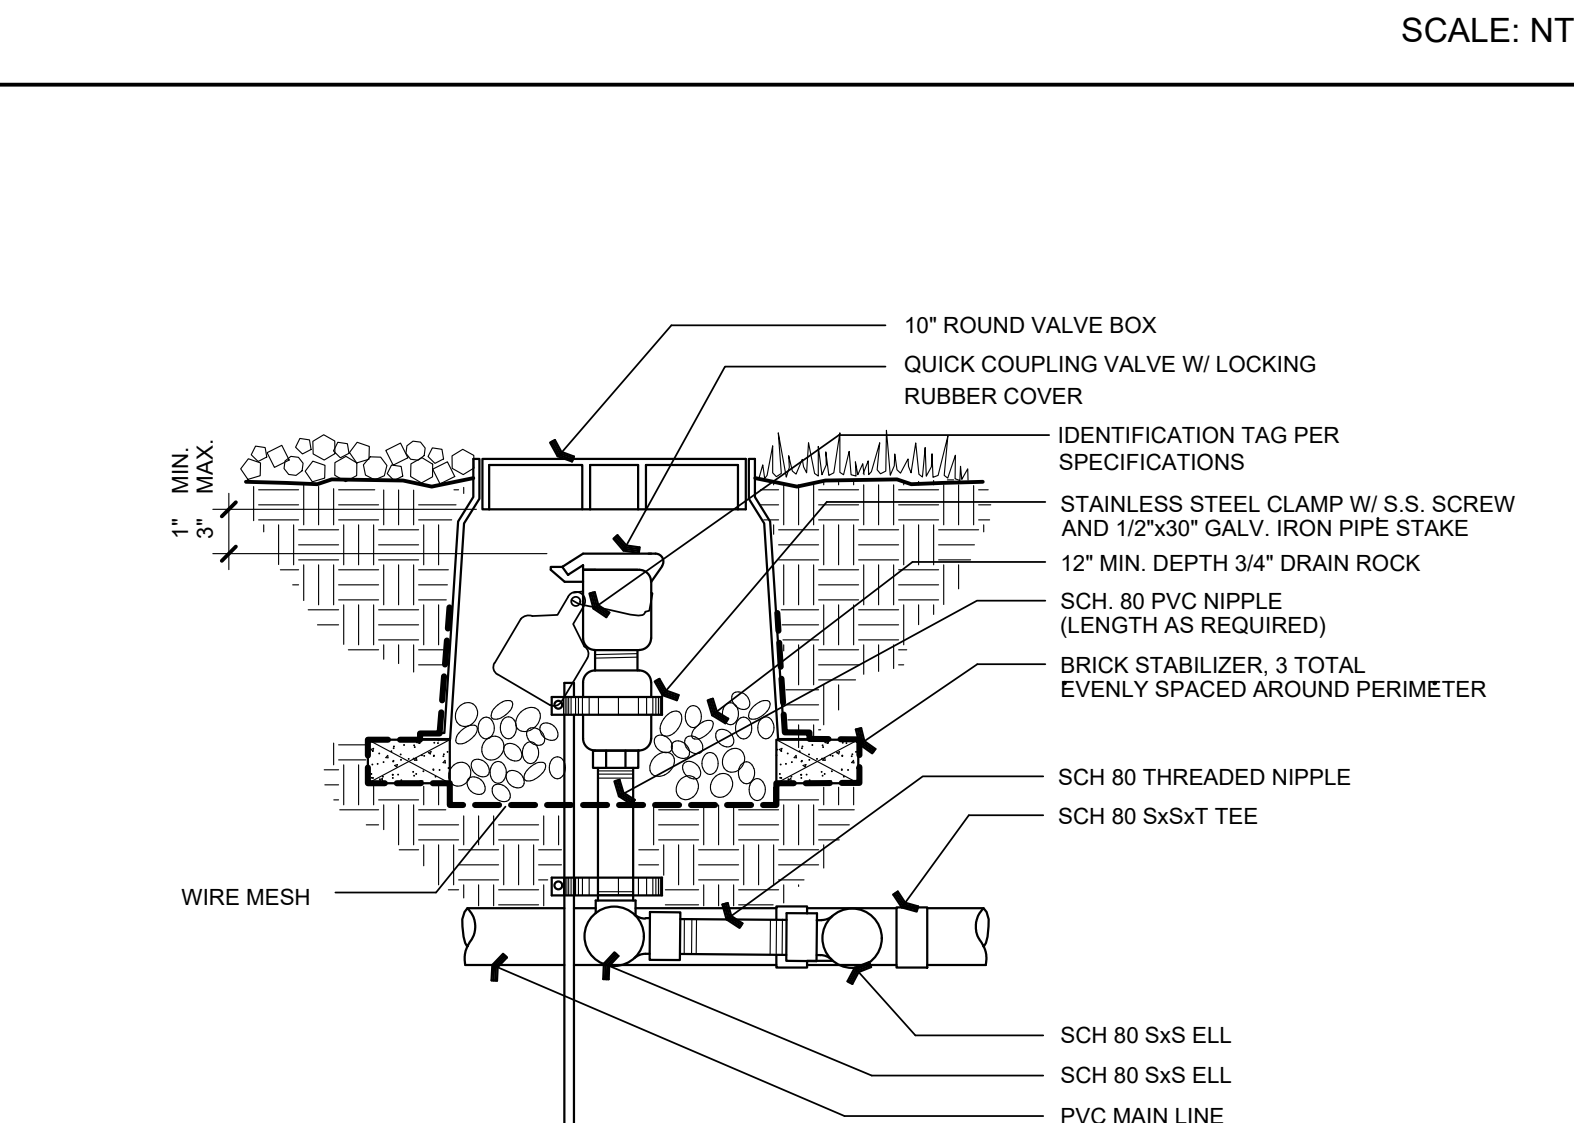 SCALE: NT
10" ROUND VALVE BOX
QUICK COUPLING VALVE W/ LOCKING
RUBBER COVER
IDENTIFICATION TAG PER
SPECIFICATIONS
1" MIN.
3" MAX.
STAINLESS STEEL CLAMP W/ S.S. SCREW
AND 1/2"x30" GALV. IRON PIPE STAKE
12" MIN. DEPTH 3/4" DRAIN ROCK
SCH. 80 PVC NIPPLE
(LENGTH AS REQUIRED)
BRICK STABILIZER, 3 TOTAL
EVENLY SPACED AROUND PERIMETER
SCH 80 THREADED NIPPLE
SCH 80 SxSxT TEE
WIRE MESH
SCH 80 SxS ELL
SCH 80 SxS ELL
PVC MAIN LINE